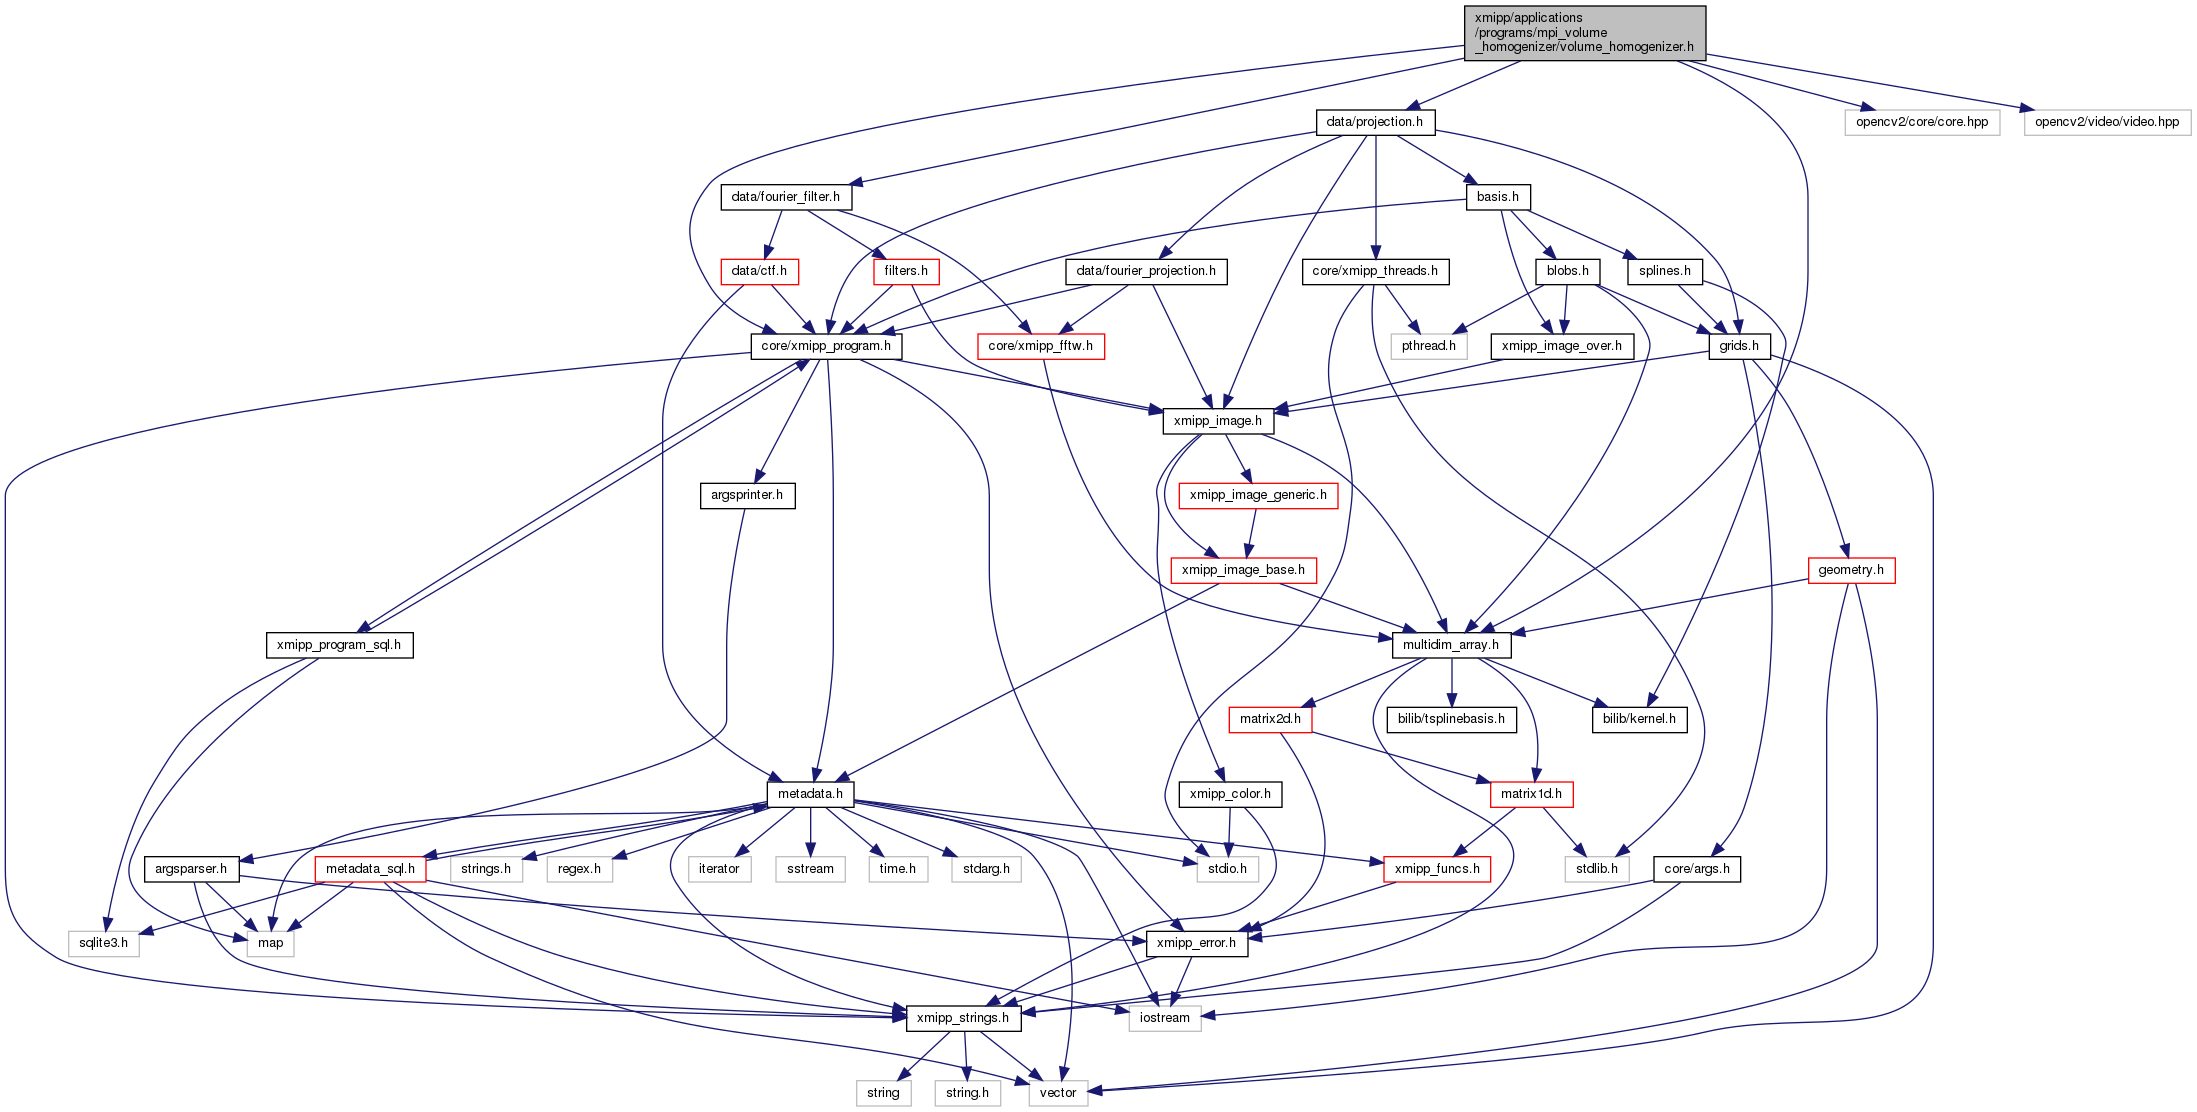 xmipp/applications
/programs/mpi_volume
_homogenizer/volume_homogenizer.h
data/projection.h
opencv2/core/core.hpp
opencv2/video/video.hpp
data/fourier_filter.h
basis.h
data/ctf.h
filters.h
data/fourier_projection.h
core/xmipp_threads.h
blobs.h
splines.h
core/xmipp_program.h
core/xmipp_fftw.h
pthread.h
xmipp_image_over.h
grids.h
xmipp_image.h
argsprinter.h
xmipp_image_generic.h
xmipp_image_base.h
geometry.h
xmipp_program_sql.h
multidim_array.h
matrix2d.h
bilib/tsplinebasis.h
bilib/kernel.h
metadata.h
xmipp_color.h
matrix1d.h
argsparser.h
metadata_sql.h
strings.h
regex.h
iterator
sstream
time.h
stdarg.h
stdio.h
xmipp_funcs.h
stdlib.h
core/args.h
sqlite3.h
map
xmipp_error.h
xmipp_strings.h
iostream
string
string.h
vector